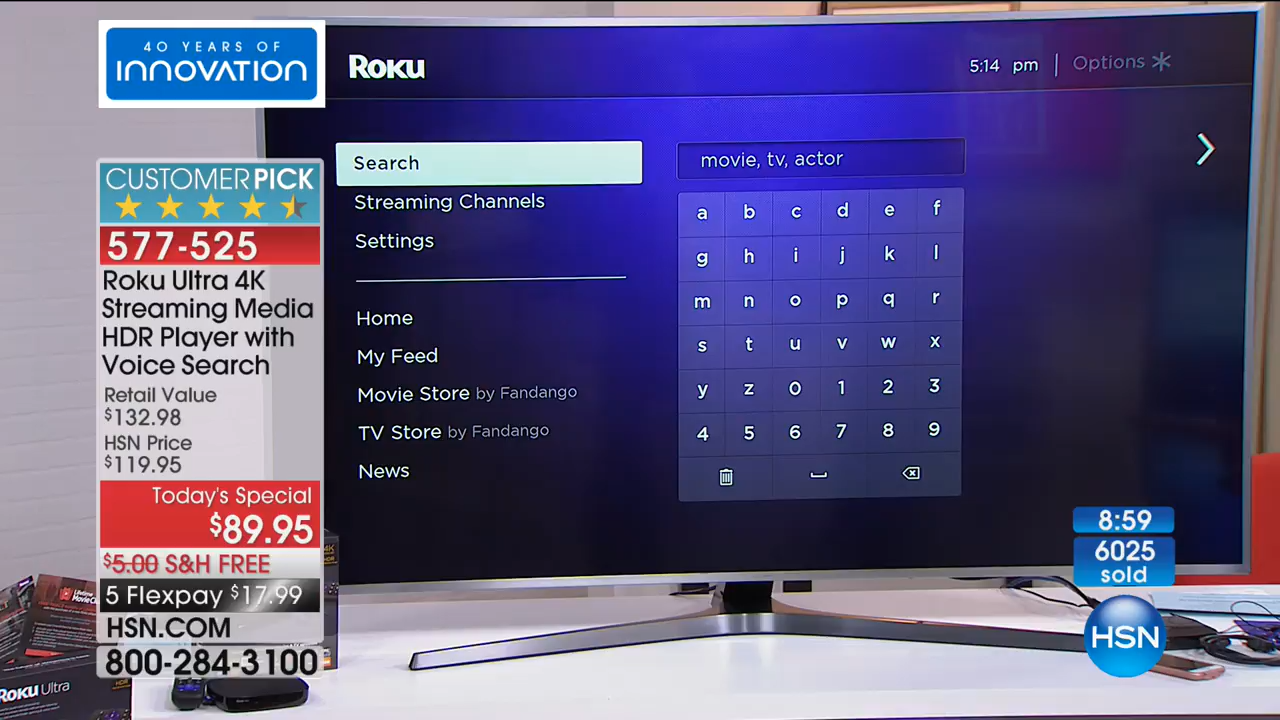 40 YEARS OF
INNOVATION
CUSTOMER PICK
577-525
Roku Ultra 4K
Streaming Media
HDR Player with
Voice Search
Retail Value
$132.98
HSN Price
$119.95
Today's Special
$89.95
$5.00 S&H FREE
5 Flexpay $17.99
HSN.COM
800-284-3100
Roku
5:14 pm | Options
Search
Streaming Channels
Settings
Home
My Feed
Movie Store by Fandango
TV Store by Fandango
News
movie, tv, actor
a b c d e f
g h i j k l
m n o p q r
s t u v w x
y z 0 1 2 3
4 5 6 7 8 9
8:59
6025
sold
HSN
4K
HDR
Roku Ultra